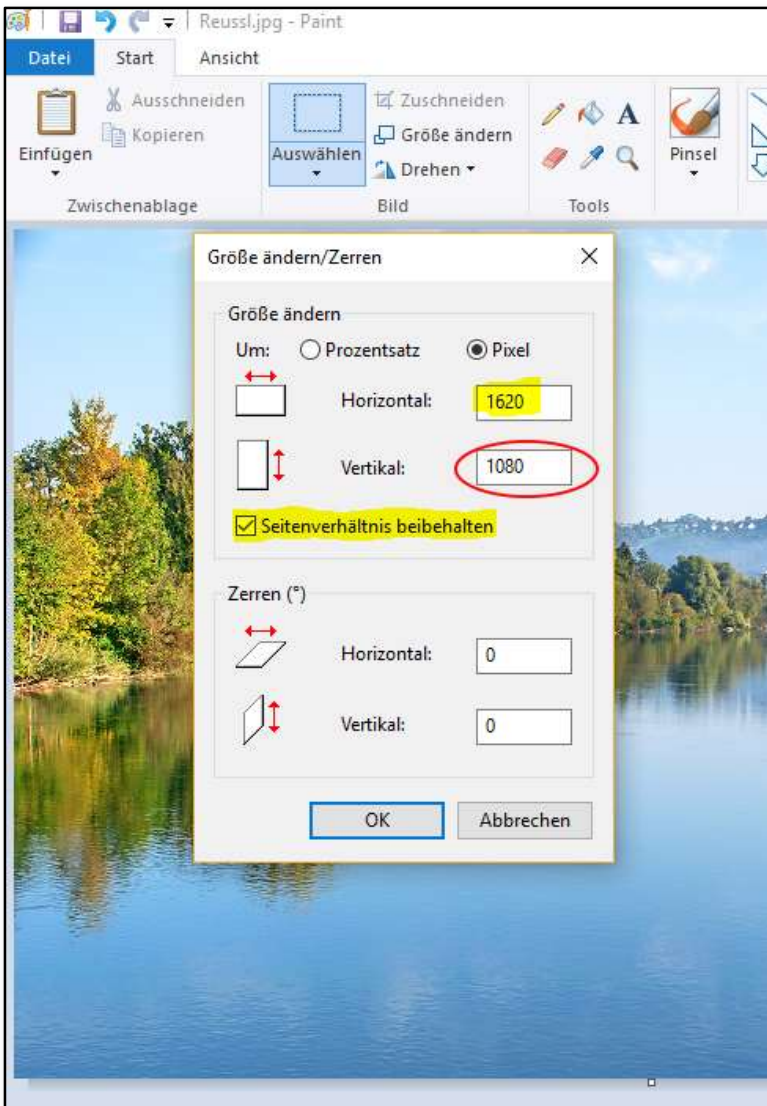 Reussl.jpg - Paint
Datei Start Ansicht
Ausschneiden
Kopieren
Einfügen
Zwischenablage
Auswählen
Zuschneiden
Größe ändern
Drehen
Bild
A
Tools
Pinsel
Größe ändern/Zerren
Größe ändern
Um: Prozentsatz Pixel
Horizontal: 1620
Vertikal: 1080
Seitenverhältnis beibehalten
Zerren (°)
Horizontal: 0
Vertikal: 0
OK Abbrechen